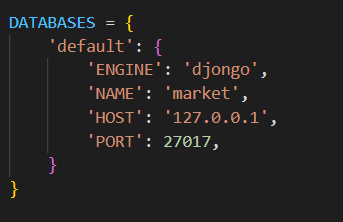 DATABASES = {
    'default': {
        'ENGINE': 'djongo',
        'NAME': 'market',
        'HOST': '127.0.0.1',
        'PORT': 27017,
    }
}